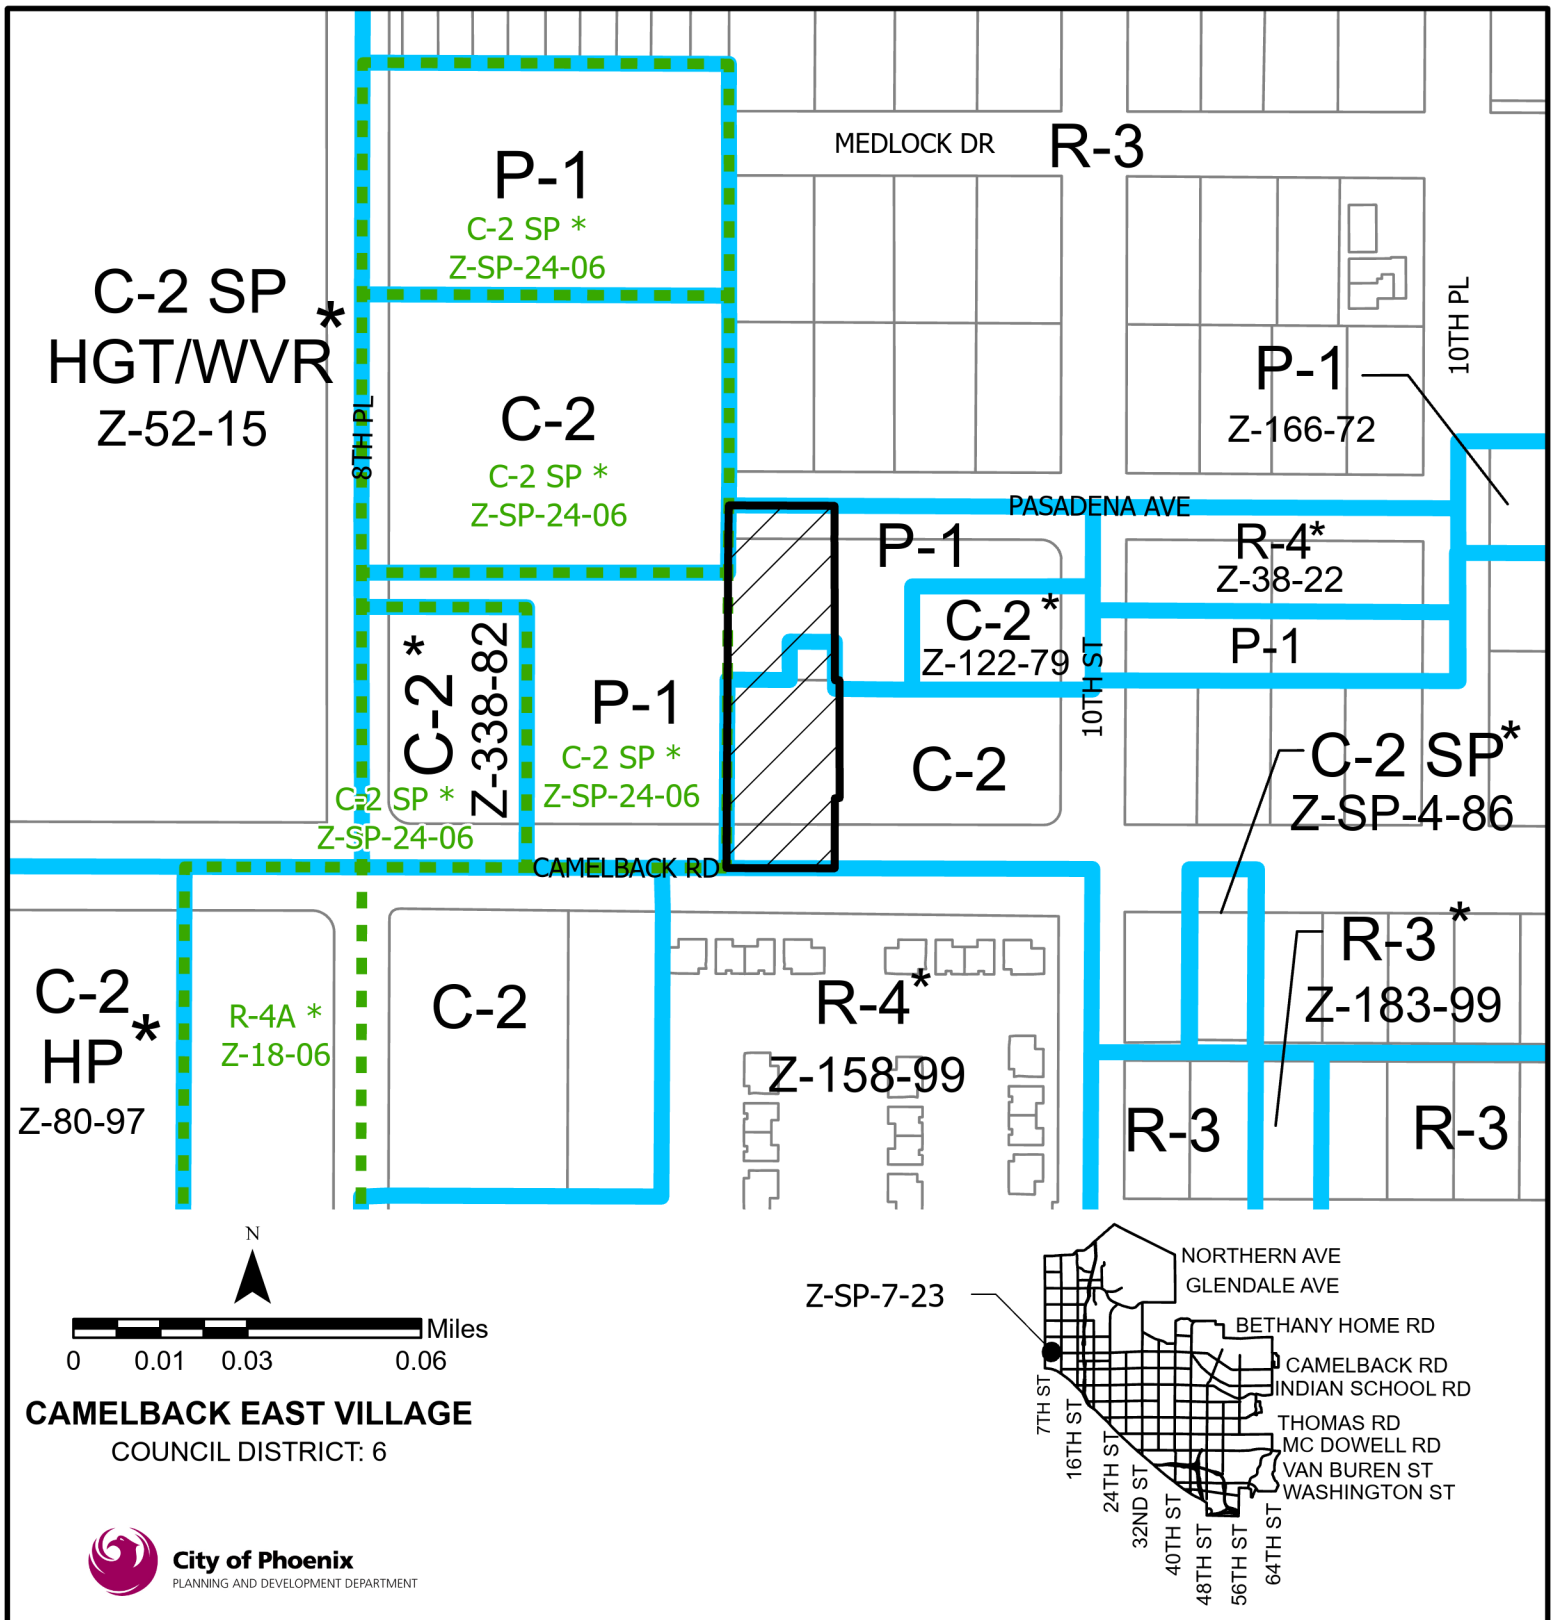 MEDLOCK DR
R-3
P-1
C-2 SP *
Z-SP-24-06
C-2 SP
HGT/WVR*
Z-52-15
8TH PL
C-2
C-2 SP *
Z-SP-24-06
10TH PL
P-1
Z-166-72
PASADENA AVE
P-1
R-4*
Z-38-22
C-2*
Z-122-79
P-1
10TH ST
C-2 *
Z-338-82
P-1
C-2 SP *
Z-SP-24-06
C-2 SP *
Z-SP-24-06
C-2
C-2 SP*
Z-SP-4-86
CAMELBACK RD
C-2
HP*
Z-80-97
R-4A *
Z-18-06
C-2
R-4*
Z-158-99
R-3 *
Z-183-99
R-3
R-3
N
Miles
0 0.01 0.03 0.06
CAMELBACK EAST VILLAGE
COUNCIL DISTRICT: 6
City of Phoenix
PLANNING AND DEVELOPMENT DEPARTMENT
Z-SP-7-23
NORTHERN AVE
GLENDALE AVE
BETHANY HOME RD
CAMELBACK RD
INDIAN SCHOOL RD
THOMAS RD
MC DOWELL RD
VAN BUREN ST
WASHINGTON ST
7TH ST
16TH ST
24TH ST
32ND ST
40TH ST
48TH ST
56TH ST
64TH ST